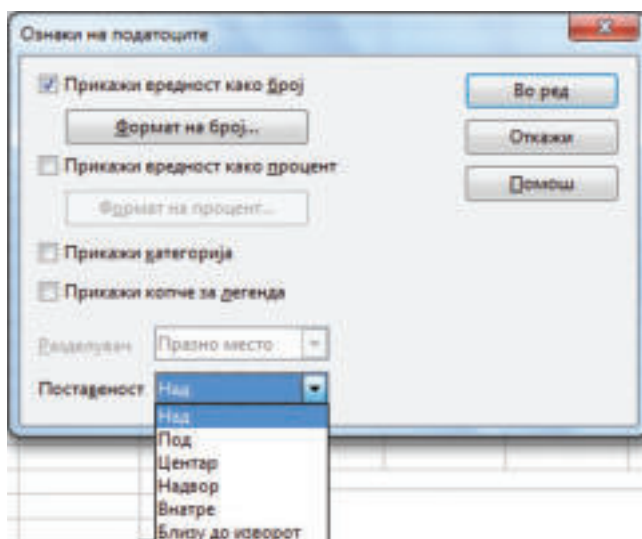 Ознаки на податоците
Прикажи вредност како број
Формат на број...
Прикажи вредност како процент
Формат на процент...
Прикажи категорија
Прикажи копче за легенда
Разделувач Празно место
Поставеност Над
Над
Под
Центар
Надвор
Внатре
Близу до изворот
Во ред
Откажи
Помош